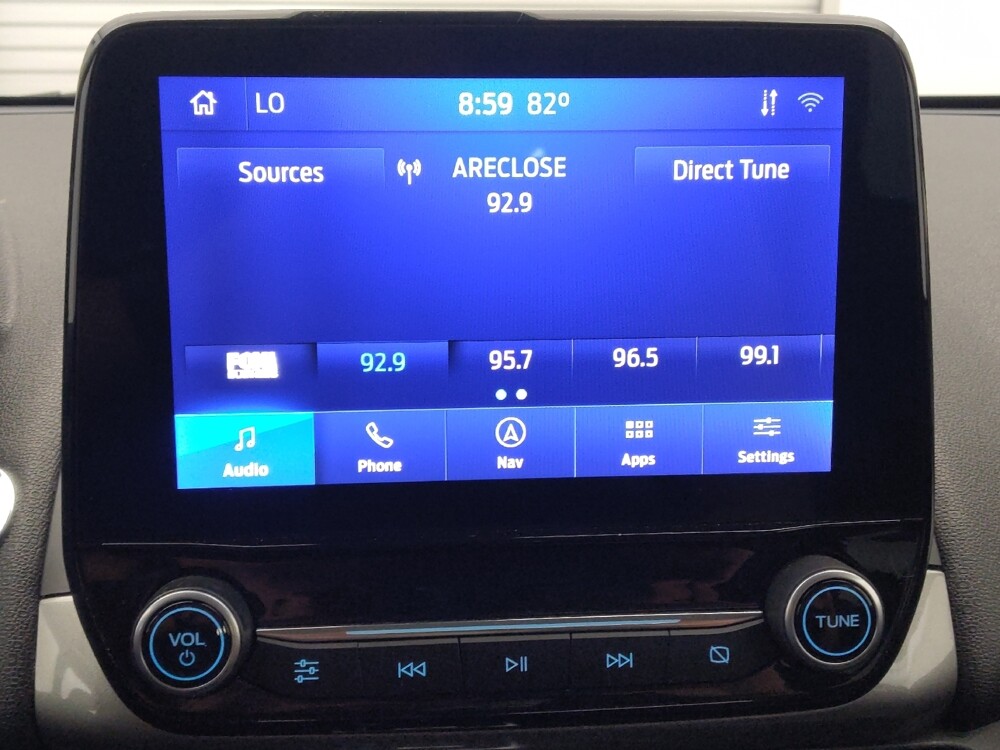 LO 8:59 82º
Sources ARECLOSE Direct Tune
92.9
92.9 95.7 96.5 99.1
Audio Phone Nav Apps Settings
VOL TUNE